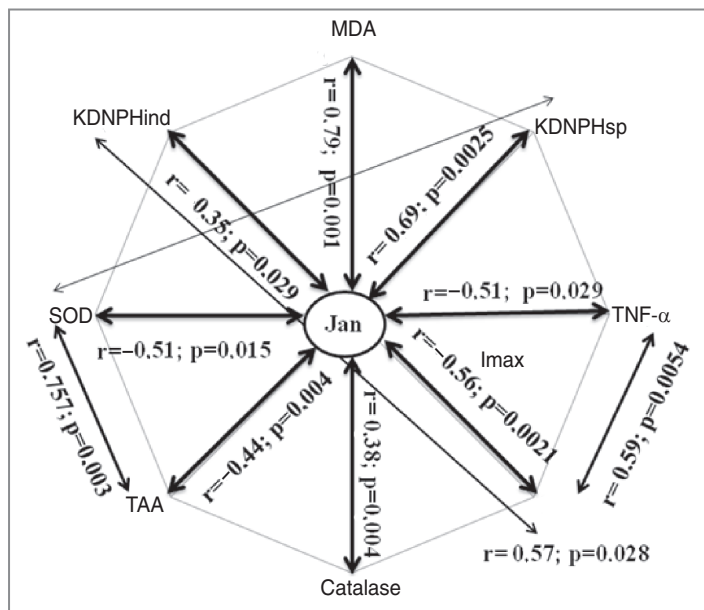 MDA
KDNPHind
KDNPHsp
r= 0.79; p=0.001
r= 0.69; p=0.0025
r= 0.35; p=0.029
SOD
Jan
r=−0.51; p=0.029
TNF-α
r=−0.51; p=0.015
Imax
r=−0.56; p=0.0021
r=0.757; p=0.003
r=−0.44; p=0.004
r=0.38; p=0.004
r= 0.59; p=0.0054
TAA
r= 0.57; p=0.028
Catalase